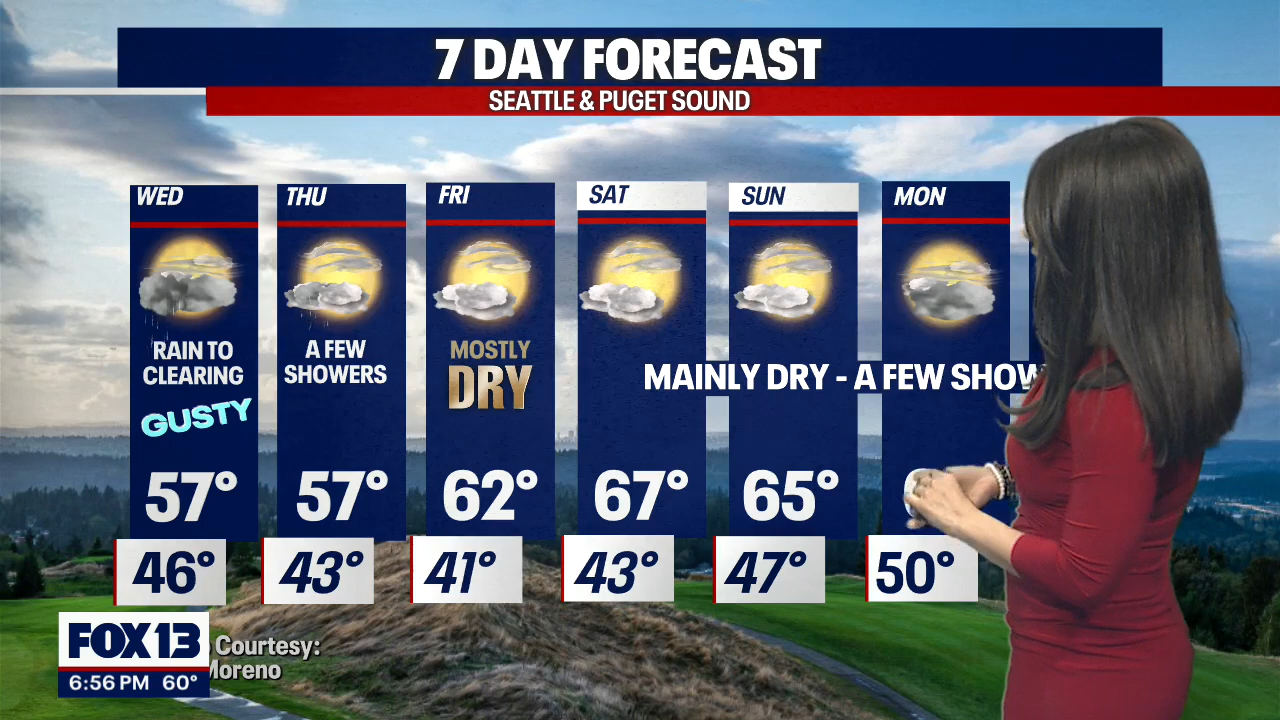 7 DAY FORECAST
SEATTLE & PUGET SOUND
WED
THU
FRI
SAT
SUN
MON
RAIN TO
CLEARING
GUSTY
A FEW
SHOWERS
MOSTLY
DRY
MAINLY DRY - A FEW SHOW
57°
57°
62°
67°
65°
46°
43°
41°
43°
47°
50°
FOX 13
6:56 PM 60°
Courtesy:
Moreno